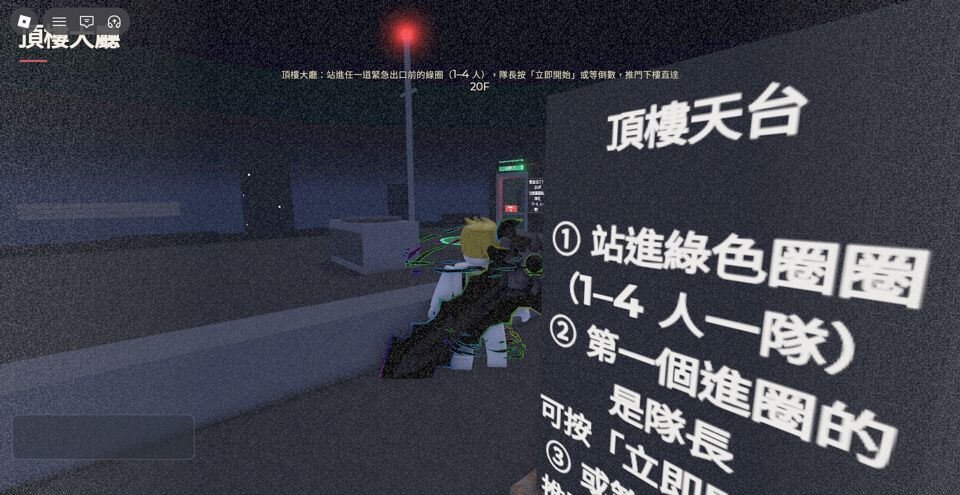 頂樓大廳
頂樓大廳：站進任一道緊急出口前的綠圈（1–4 人），隊長按「立即開始」或等倒數，推門下樓直達
20F
頂樓天台
① 站進綠色圈圈
（1–4 人一隊）
② 第一個進圈的
是隊長
可按「立即
③ 或